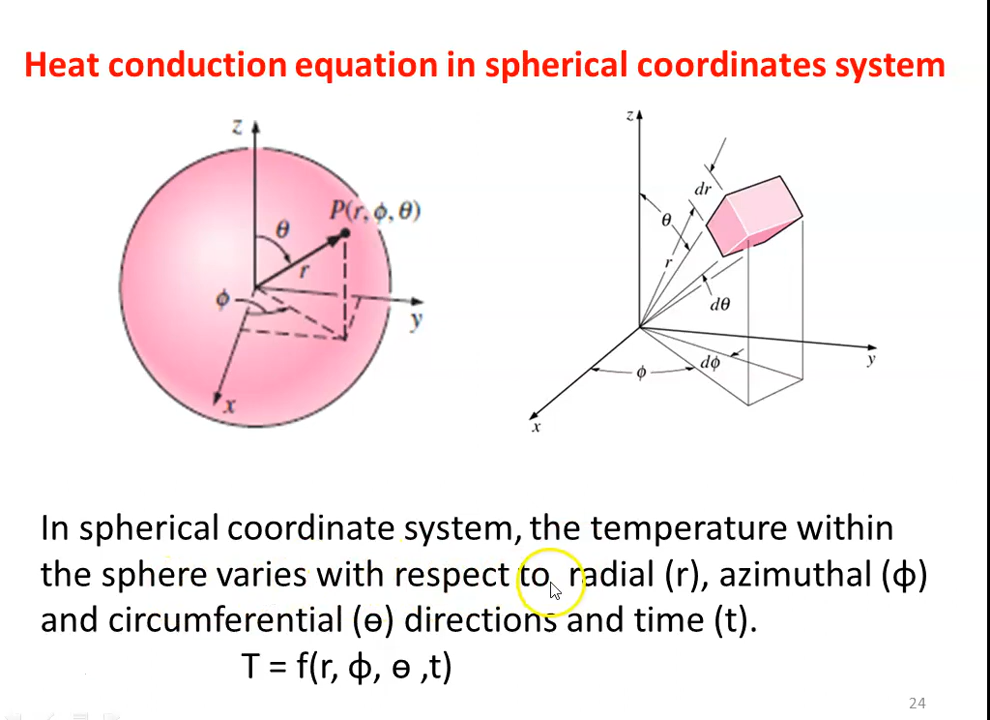 Heat conduction equation in spherical coordinates system
z
θ
P(r, ϕ, θ)
r
ϕ
y
x
z
dr
θ
r
dθ
dϕ
ϕ
y
x
In spherical coordinate system, the temperature within
the sphere varies with respect to radial (r), azimuthal (ϕ)
and circumferential (ɵ) directions and time (t).
T = f(r, ϕ, ɵ ,t)
24